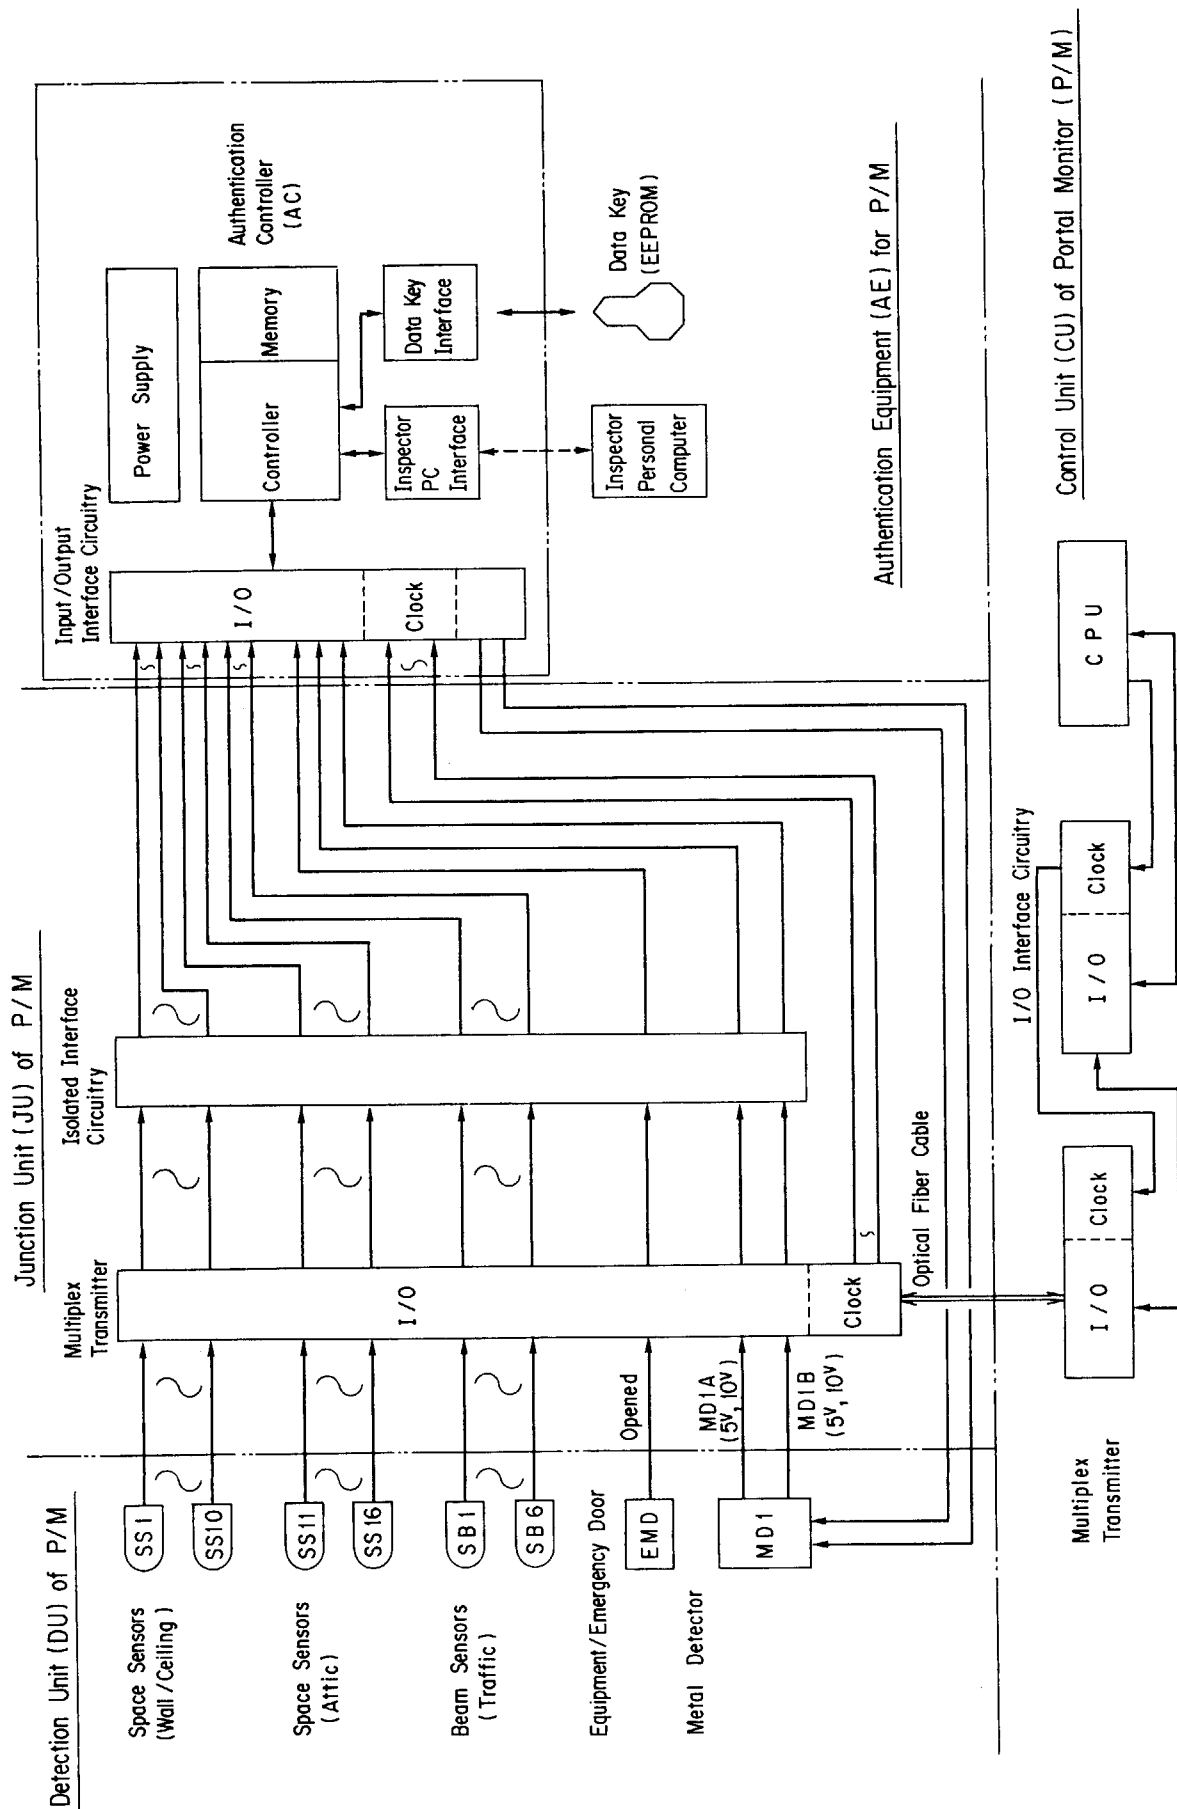 Detection Unit (DU) of P/M
Space Sensors
(Wall/Ceiling)
SS1
SS10
Space Sensors
(Attic)
SS11
SS16
Beam Sensors
(Traffic)
SB1
SB6
Equipment/Emergency Door
EMD
Opened
Metal Detector
MD1
MD1A
(5V, 10V)
MD1B
(5V, 10V)
Junction Unit (JU) of P/M
Multiplex
Transmitter
I/O
Clock
Isolated Interface
Circuitry
Optical Fiber Cable
Input/Output
Interface Circuitry
I/O
Clock
Power Supply
Controller
Memory
Authentication
Controller
(AC)
Inspector
PC
Interface
Data Key
Interface
Inspector
Personal
Computer
Data Key
(EEPROM)
Authentication Equipment (AE) for P/M
Multiplex
Transmitter
I/O
Clock
I/O Interface Circuitry
I/O
Clock
CPU
Control Unit (CU) of Portal Monitor (P/M)